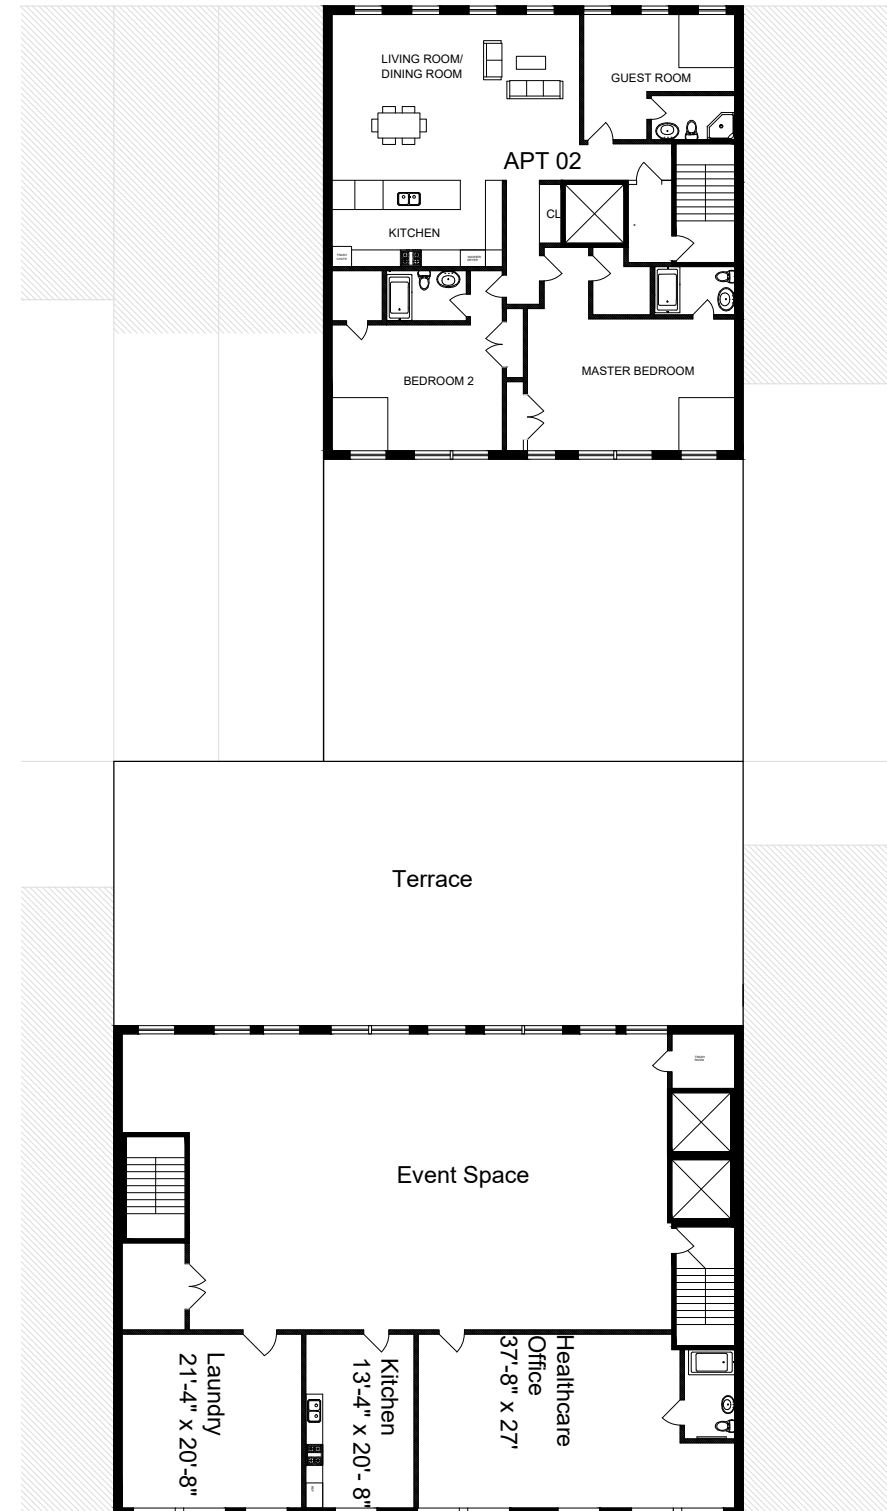 LIVING ROOM/
DINING ROOM
GUEST ROOM
APT 02
CL
KITCHEN
BEDROOM 2
MASTER BEDROOM
Terrace
Event Space
Laundry
21'-4" x 20'-8"
Kitchen
13'-4" x 20'- 8"
Healthcare
Office
37'-8" x 27'